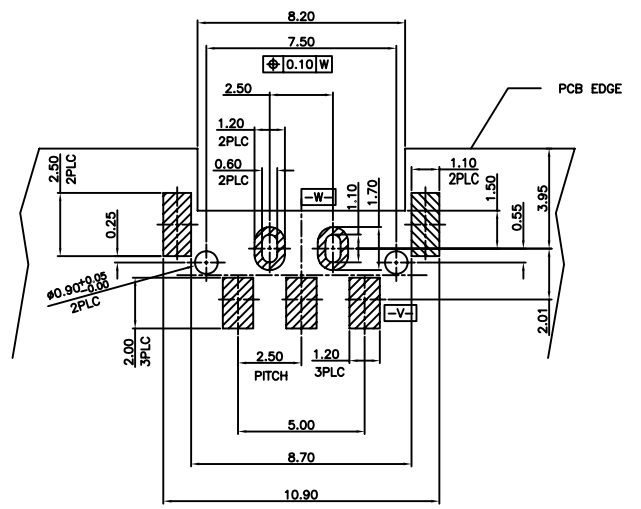 8.20
7.50
⌖ 0.10 W
2.50
PCB EDGE
1.20
2PLC
0.60
2PLC
2.50
2PLC
1.10
2PLC
-W-
1.10
1.70
1.50
0.55
3.95
0.25
ø0.90+0.05
-0.00
2PLC
-V-
2.01
2.00
3PLC
2.50
PITCH
1.20
3PLC
5.00
8.70
10.90